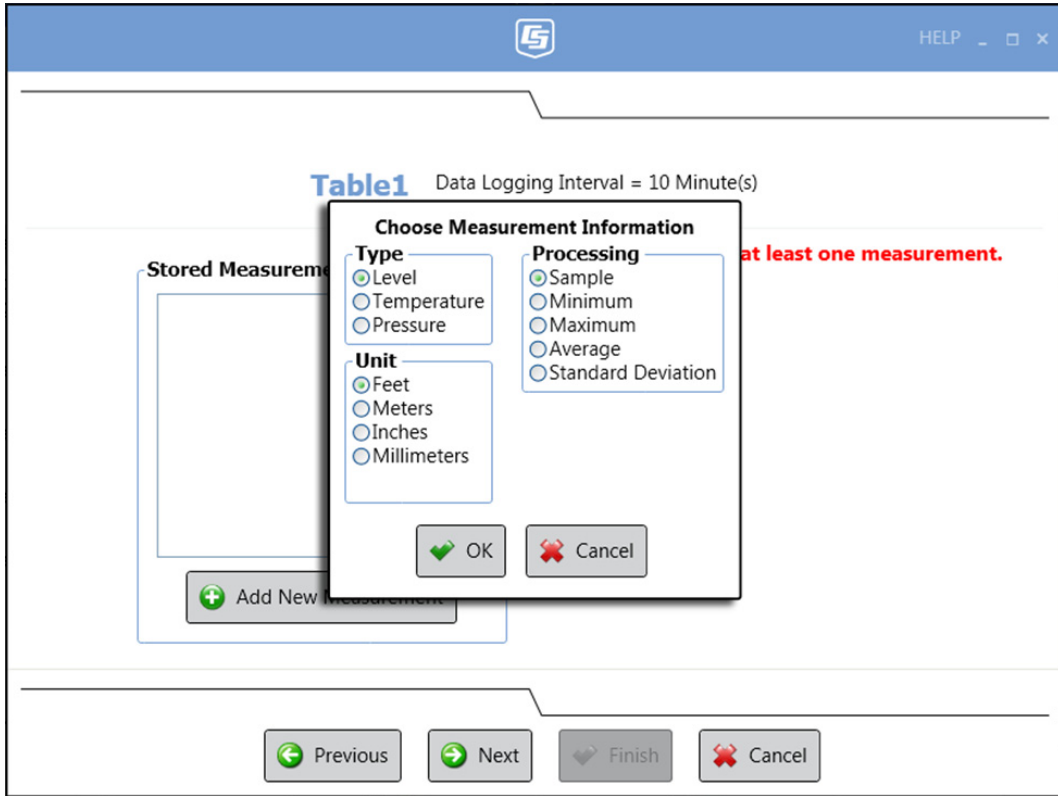 HELP
Table1 Data Logging Interval = 10 Minute(s)
at least one measurement.
Stored
Choose Measurement Information
Type
Level
Temperature
Pressure
Unit
Feet
Meters
Inches
Millimeters
Processing
Sample
Minimum
Maximum
Average
Standard Deviation
OK
Cancel
Add New Measurement
Previous
Next
Finish
Cancel